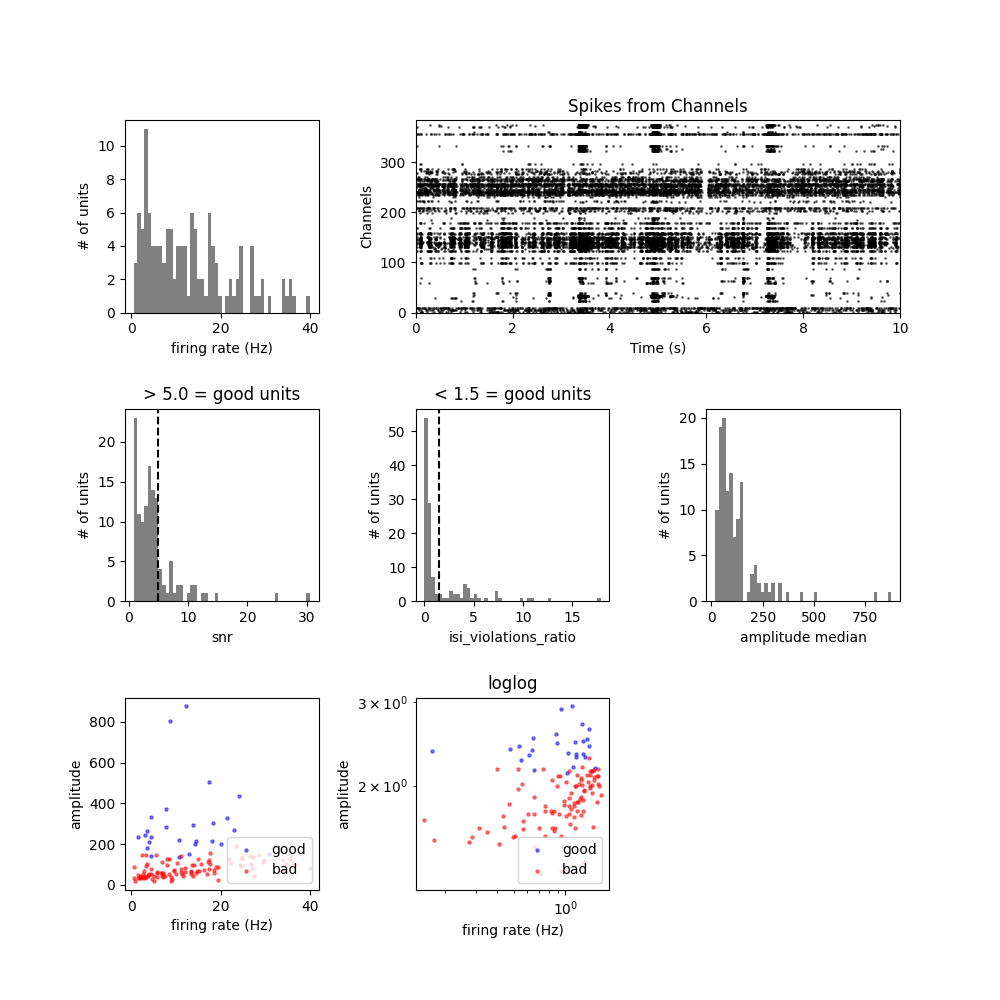 Spikes from Channels
10
8
6
4
2
0
# of units
0 20 40
firing rate (Hz)
300
200
100
0
Channels
0 2 4 6 8 10
Time (s)
> 5.0 = good units
20
15
10
5
0
# of units
0 10 20 30
snr
< 1.5 = good units
50
40
30
20
10
0
# of units
0 5 10 15
isi_violations_ratio
20
15
10
5
0
# of units
0 250 500 750
amplitude median
800
600
400
200
0
amplitude
good
bad
0 20 40
firing rate (Hz)
loglog
3 × 10⁰
2 × 10⁰
amplitude
good
bad
10⁰
firing rate (Hz)